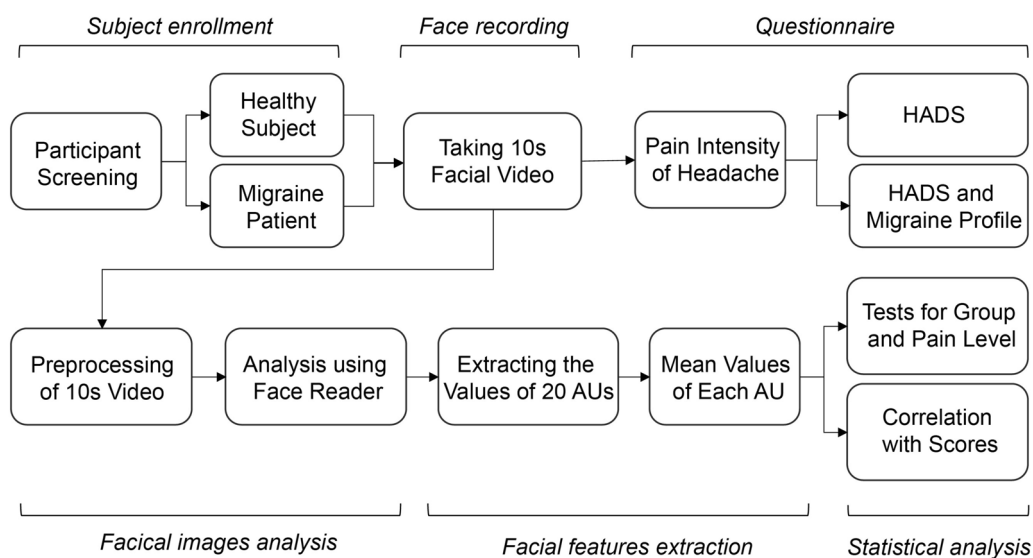 Subject enrollment
Face recording
Questionnaire
Participant
Screening
Healthy
Subject
Migraine
Patient
Taking 10s
Facial Video
Pain Intensity
of Headache
HADS
HADS and
Migraine Profile
Preprocessing
of 10s Video
Analysis using
Face Reader
Extracting the
Values of 20 AUs
Mean Values
of Each AU
Tests for Group
and Pain Level
Correlation
with Scores
Facical images analysis
Facial features extraction
Statistical analysis